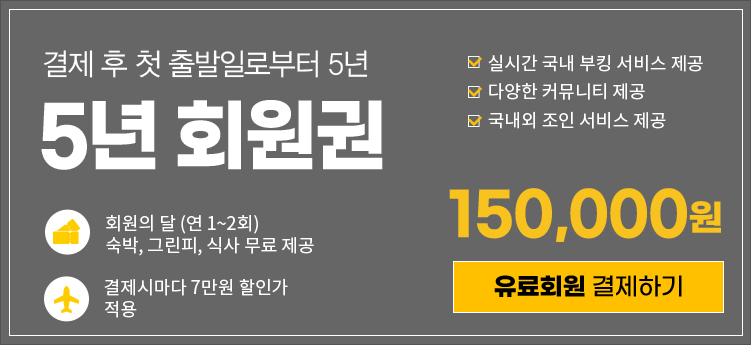 결제 후 첫 출발일로부터 5년
5년 회원권
회원의 달 (연 1~2회)
숙박, 그린피, 식사 무료 제공
결제시마다 7만원 할인가
적용
실시간 국내 부킹 서비스 제공
다양한 커뮤니티 제공
국내외 조인 서비스 제공
150,000원
유료회원 결제하기